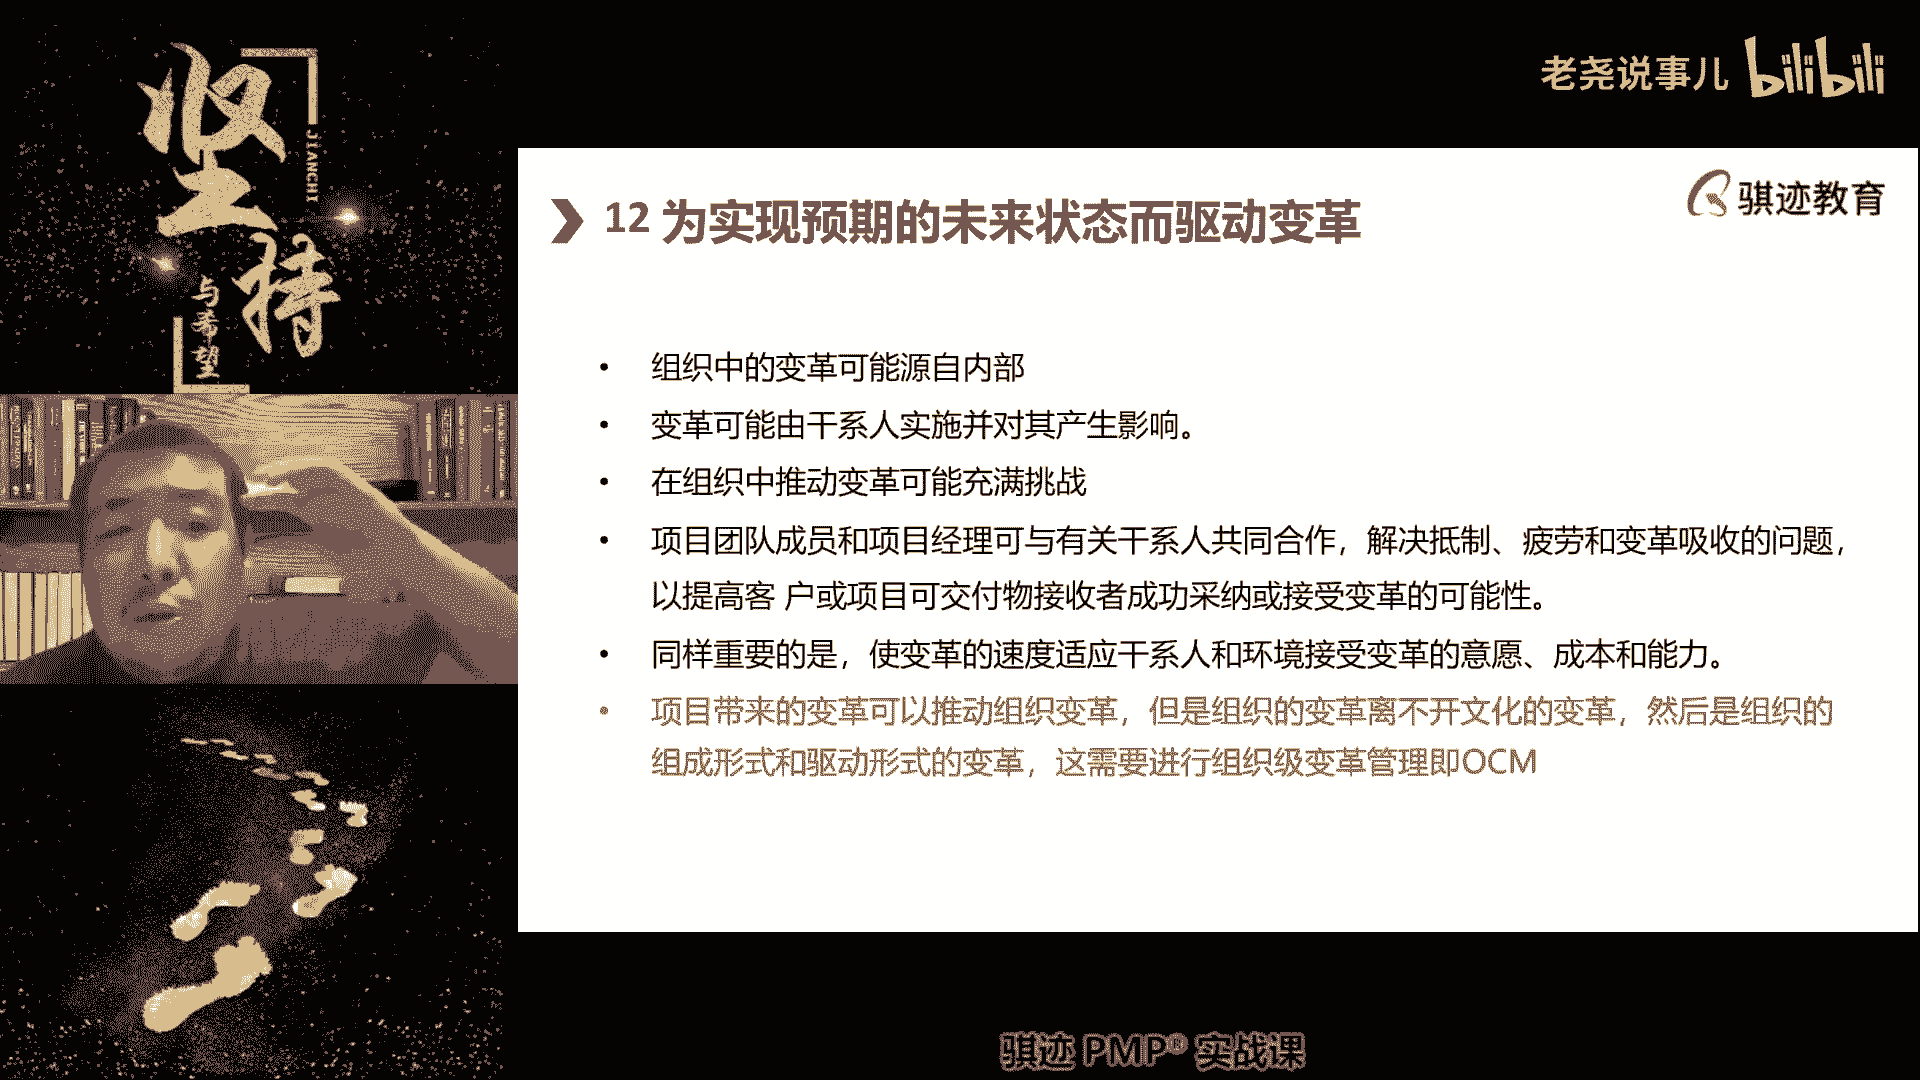 坚持
JIANCHI
与希望
老尧说事儿 bilibili
骐迹教育
12 为实现预期的未来状态而驱动变革
• 组织中的变革可能源自内部
• 变革可能由干系人实施并对其产生影响。
• 在组织中推动变革可能充满挑战
• 项目团队成员和项目经理可与有关干系人共同合作，解决抵制、疲劳和变革吸收的问题，
以提高客 户或项目可交付物接收者成功采纳或接受变革的可能性。
• 同样重要的是，使变革的速度适应干系人和环境接受变革的意愿、成本和能力。
• 项目带来的变革可以推动组织变革，但是组织的变革离不开文化的变革，然后是组织的
组成形式和驱动形式的变革，这需要进行组织级变革管理即OCM
骐迹 PMP® 实战课